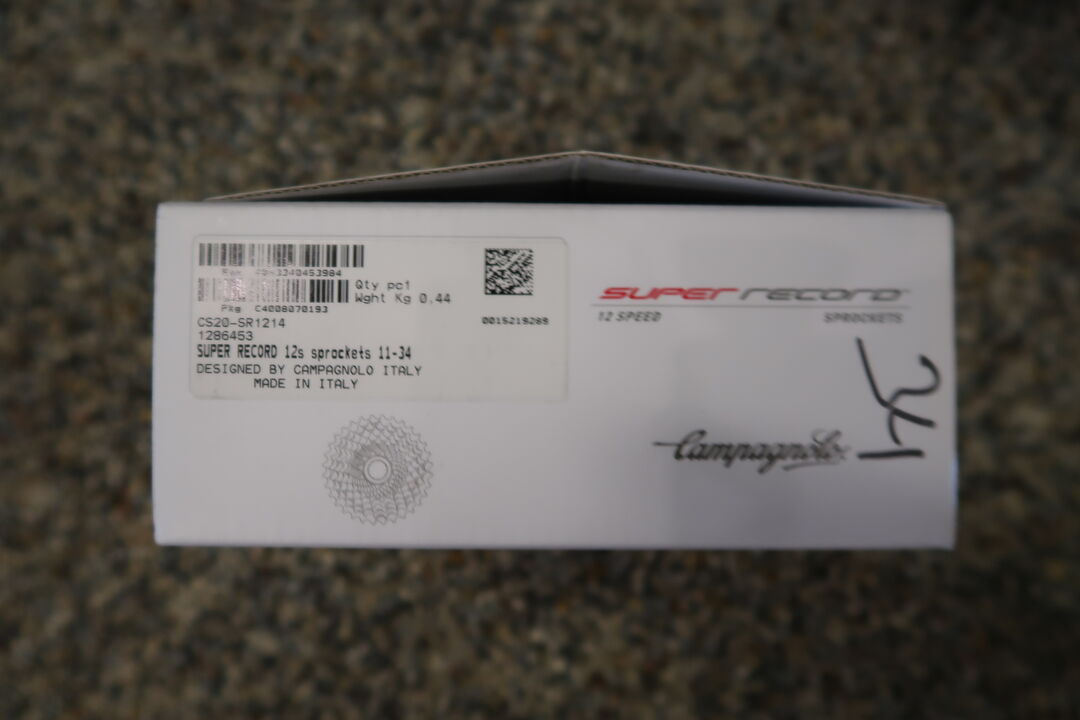 C4008070193
Pkg
Qty pc1
Wght Kg 0,44
CS20-SR1214
1286453
SUPER RECORD 12s sprockets 11-34
DESIGNED BY CAMPAGNOLO ITALY
MADE IN ITALY
0015219289
SUPER RECORD
12 SPEED
SPROCKETS
Campagnolo